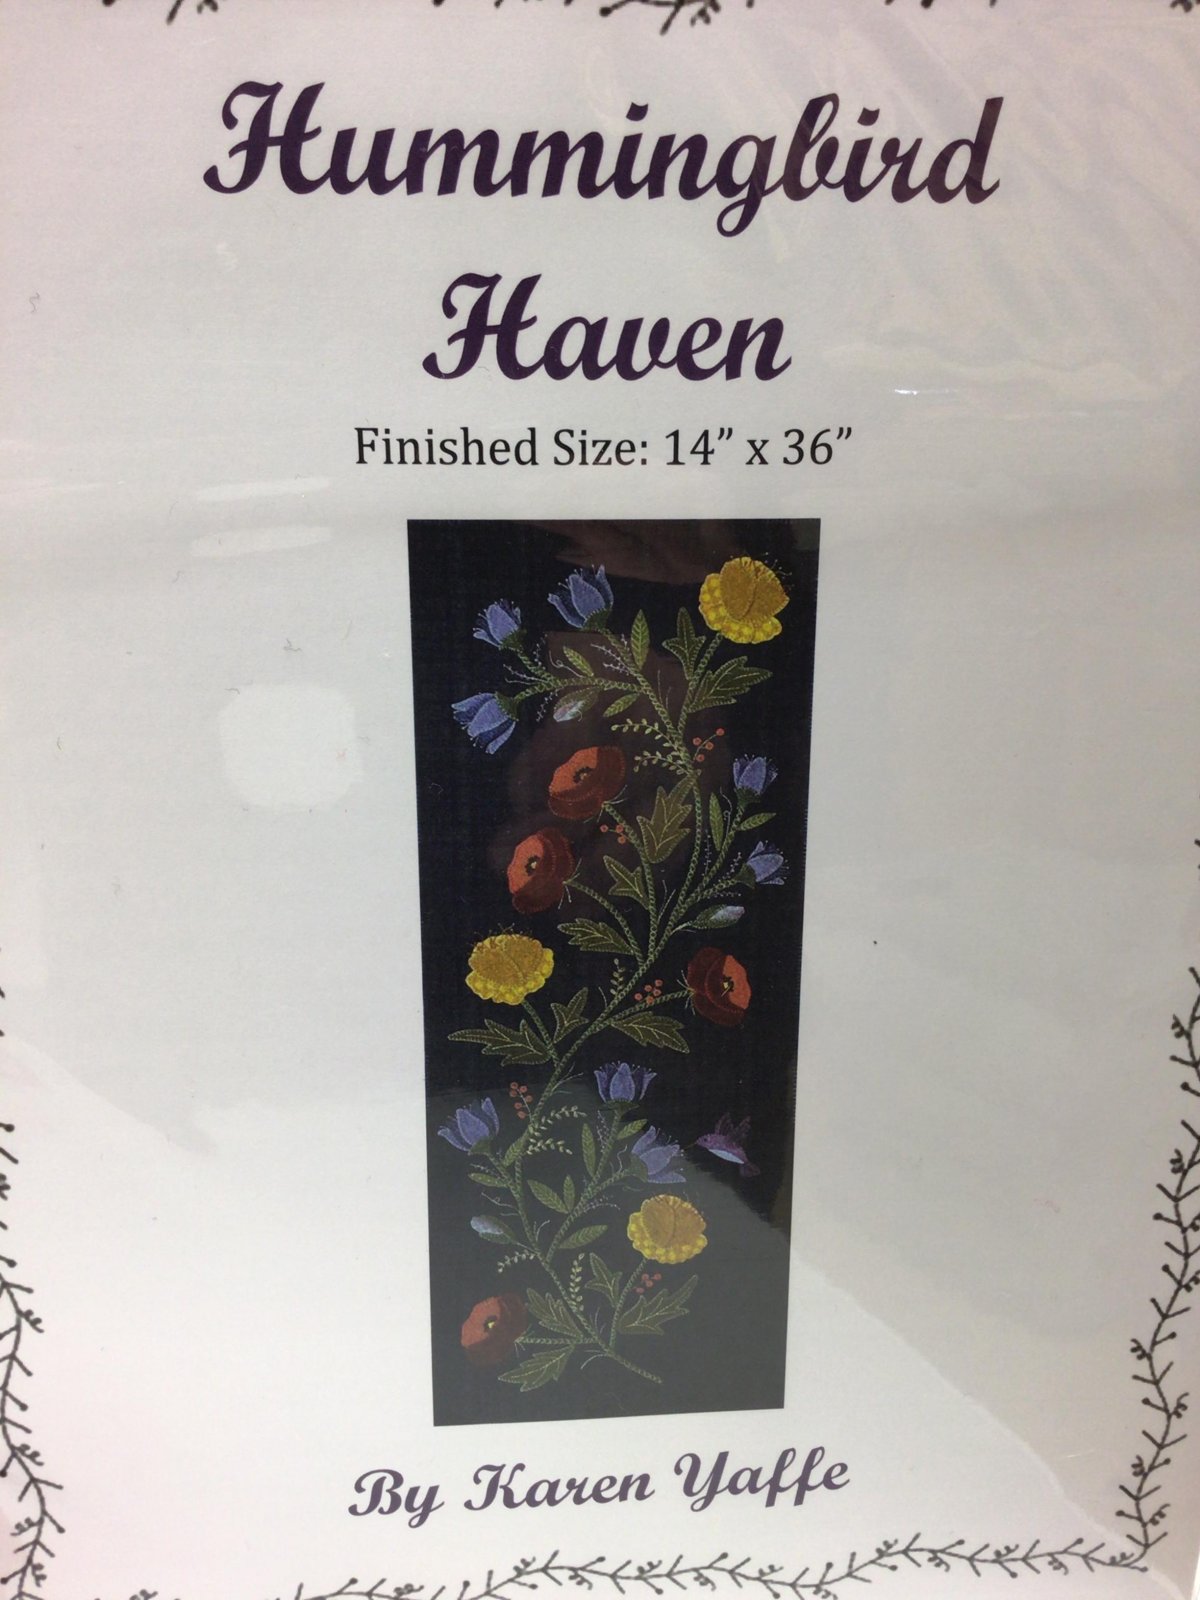 Hummingbird
Haven
Finished Size: 14” x 36”
By Karen Yaffe